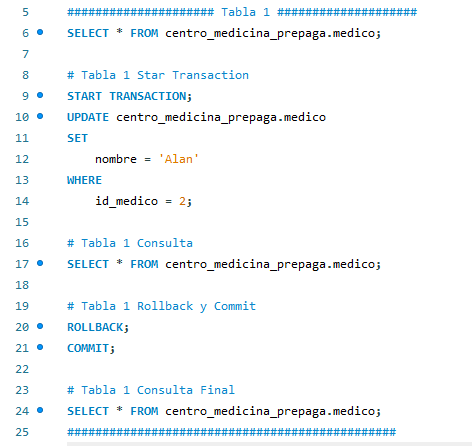 5 ##################### Tabla 1 ####################
6 SELECT * FROM centro_medicina_prepaga.medico;
7
8 # Tabla 1 Star Transaction
9 START TRANSACTION;
10 UPDATE centro_medicina_prepaga.medico
11 SET
12 nombre = 'Alan'
13 WHERE
14 id_medico = 2;
15
16 # Tabla 1 Consulta
17 SELECT * FROM centro_medicina_prepaga.medico;
18
19 # Tabla 1 Rollback y Commit
20 ROLLBACK;
21 COMMIT;
22
23 # Tabla 1 Consulta Final
24 SELECT * FROM centro_medicina_prepaga.medico;
25 ###############################################